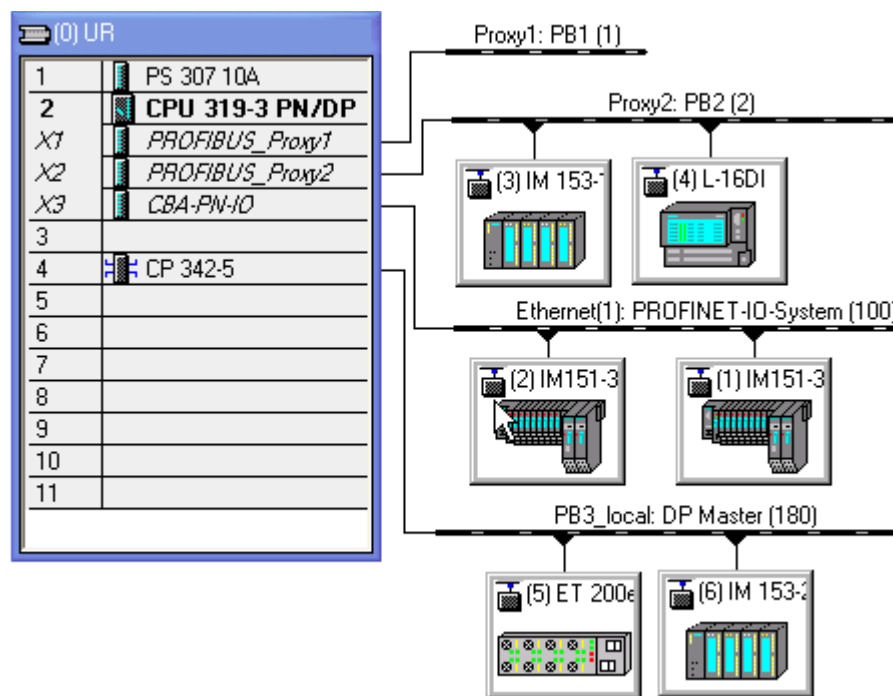 (0) UR
1 PS 307 10A
2 CPU 319-3 PN/DP
X1 PROFIBUS_Proxy1
X2 PROFIBUS_Proxy2
X3 CBA-PN-IO
3
4 CP 342-5
5
6
7
8
9
10
11
Proxy1: PB1 (1)
Proxy2: PB2 (2)
(3) IM 153-
(4) L-16DI
Ethernet(1): PROFINET-IO-System (100)
(2) IM151-3
(1) IM151-3
PB3_local: DP Master (180)
(5) ET 200e
(6) IM 153-2